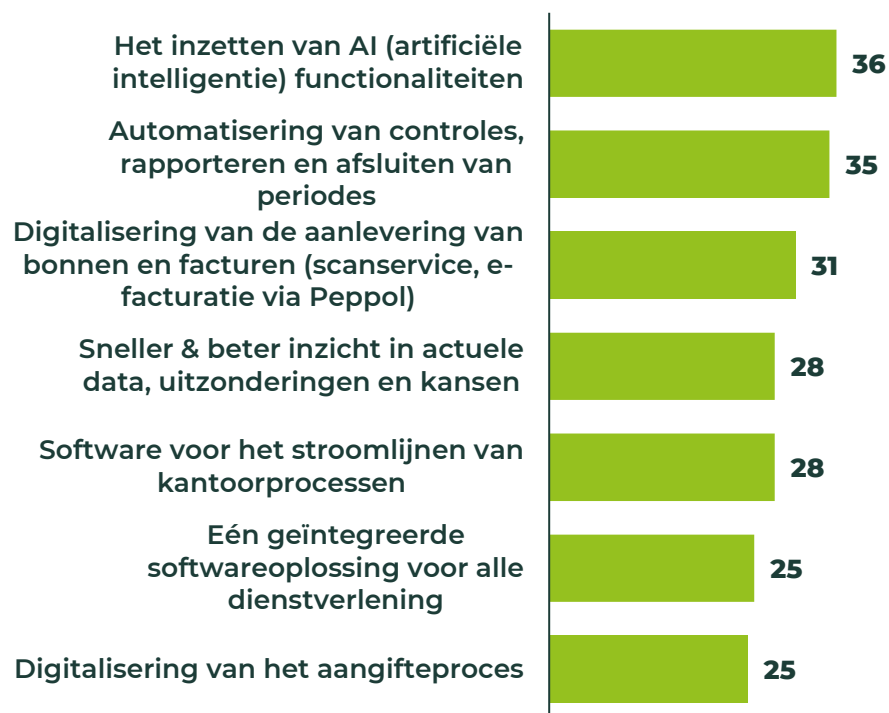 Het inzetten van AI (artificiële
intelligentie) functionaliteiten
36
Automatisering van controles,
rapporteren en afsluiten van
periodes
35
Digitalisering van de aanlevering van
bonnen en facturen (scanservice, e-
facturatie via Peppol)
31
Sneller & beter inzicht in actuele
data, uitzonderingen en kansen
28
Software voor het stroomlijnen van
kantoorprocessen
28
Eén geïntegreerde
softwareoplossing voor alle
dienstverlening
25
Digitalisering van het aangifteproces
25